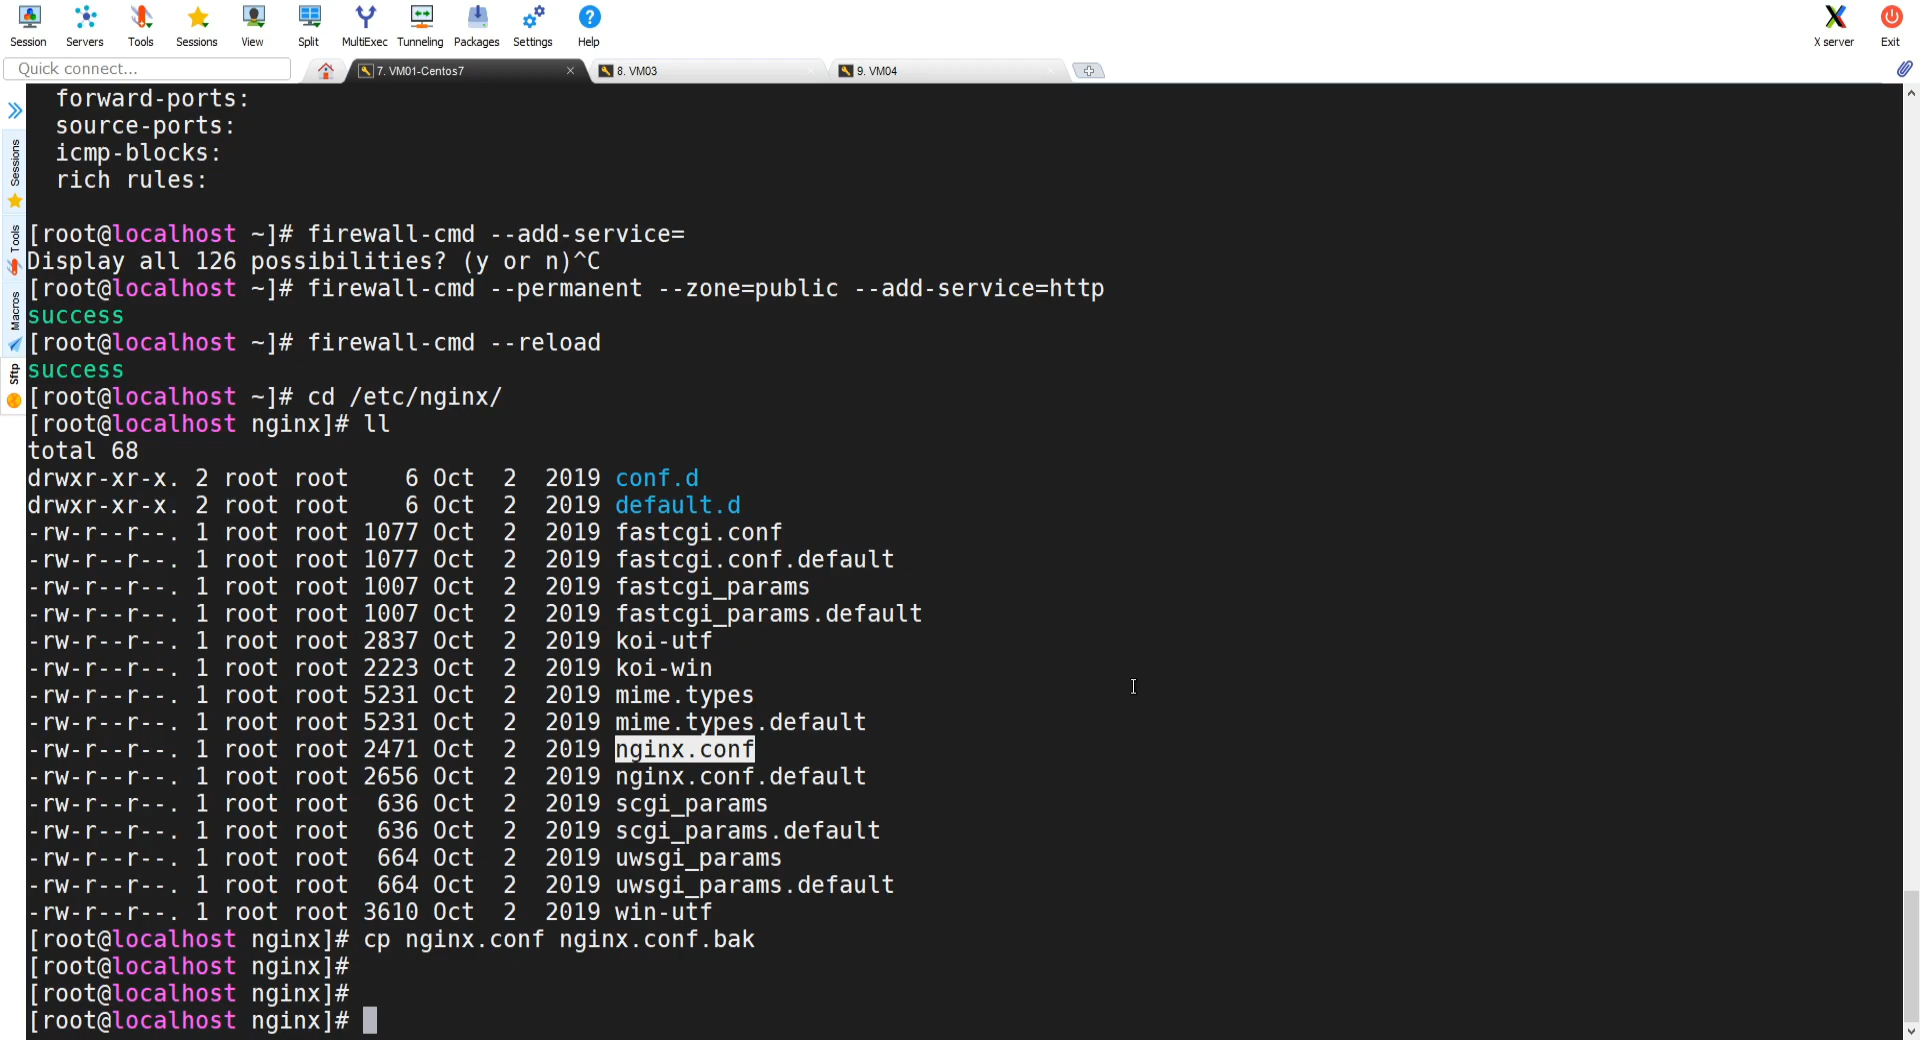 Session Servers Tools Sessions View Split MultiExec Tunneling Packages Settings Help X server Exit
Quick connect... 7. VM01-Centos7 8. VM03 9. VM04
Sessions
Tools
Macros
Sftp
  forward-ports:
  source-ports:
  icmp-blocks:
  rich rules:
[root@localhost ~]# firewall-cmd --add-service=
Display all 126 possibilities? (y or n)^C
[root@localhost ~]# firewall-cmd --permanent --zone=public --add-service=http
success
[root@localhost ~]# firewall-cmd --reload
success
[root@localhost ~]# cd /etc/nginx/
[root@localhost nginx]# ll
total 68
drwxr-xr-x. 2 root root    6 Oct  2  2019 conf.d
drwxr-xr-x. 2 root root    6 Oct  2  2019 default.d
-rw-r--r--. 1 root root 1077 Oct  2  2019 fastcgi.conf
-rw-r--r--. 1 root root 1077 Oct  2  2019 fastcgi.conf.default
-rw-r--r--. 1 root root 1007 Oct  2  2019 fastcgi_params
-rw-r--r--. 1 root root 1007 Oct  2  2019 fastcgi_params.default
-rw-r--r--. 1 root root 2837 Oct  2  2019 koi-utf
-rw-r--r--. 1 root root 2223 Oct  2  2019 koi-win
-rw-r--r--. 1 root root 5231 Oct  2  2019 mime.types
-rw-r--r--. 1 root root 5231 Oct  2  2019 mime.types.default
-rw-r--r--. 1 root root 2471 Oct  2  2019 nginx.conf
-rw-r--r--. 1 root root 2656 Oct  2  2019 nginx.conf.default
-rw-r--r--. 1 root root  636 Oct  2  2019 scgi_params
-rw-r--r--. 1 root root  636 Oct  2  2019 scgi_params.default
-rw-r--r--. 1 root root  664 Oct  2  2019 uwsgi_params
-rw-r--r--. 1 root root  664 Oct  2  2019 uwsgi_params.default
-rw-r--r--. 1 root root 3610 Oct  2  2019 win-utf
[root@localhost nginx]# cp nginx.conf nginx.conf.bak
[root@localhost nginx]#
[root@localhost nginx]#
[root@localhost nginx]#